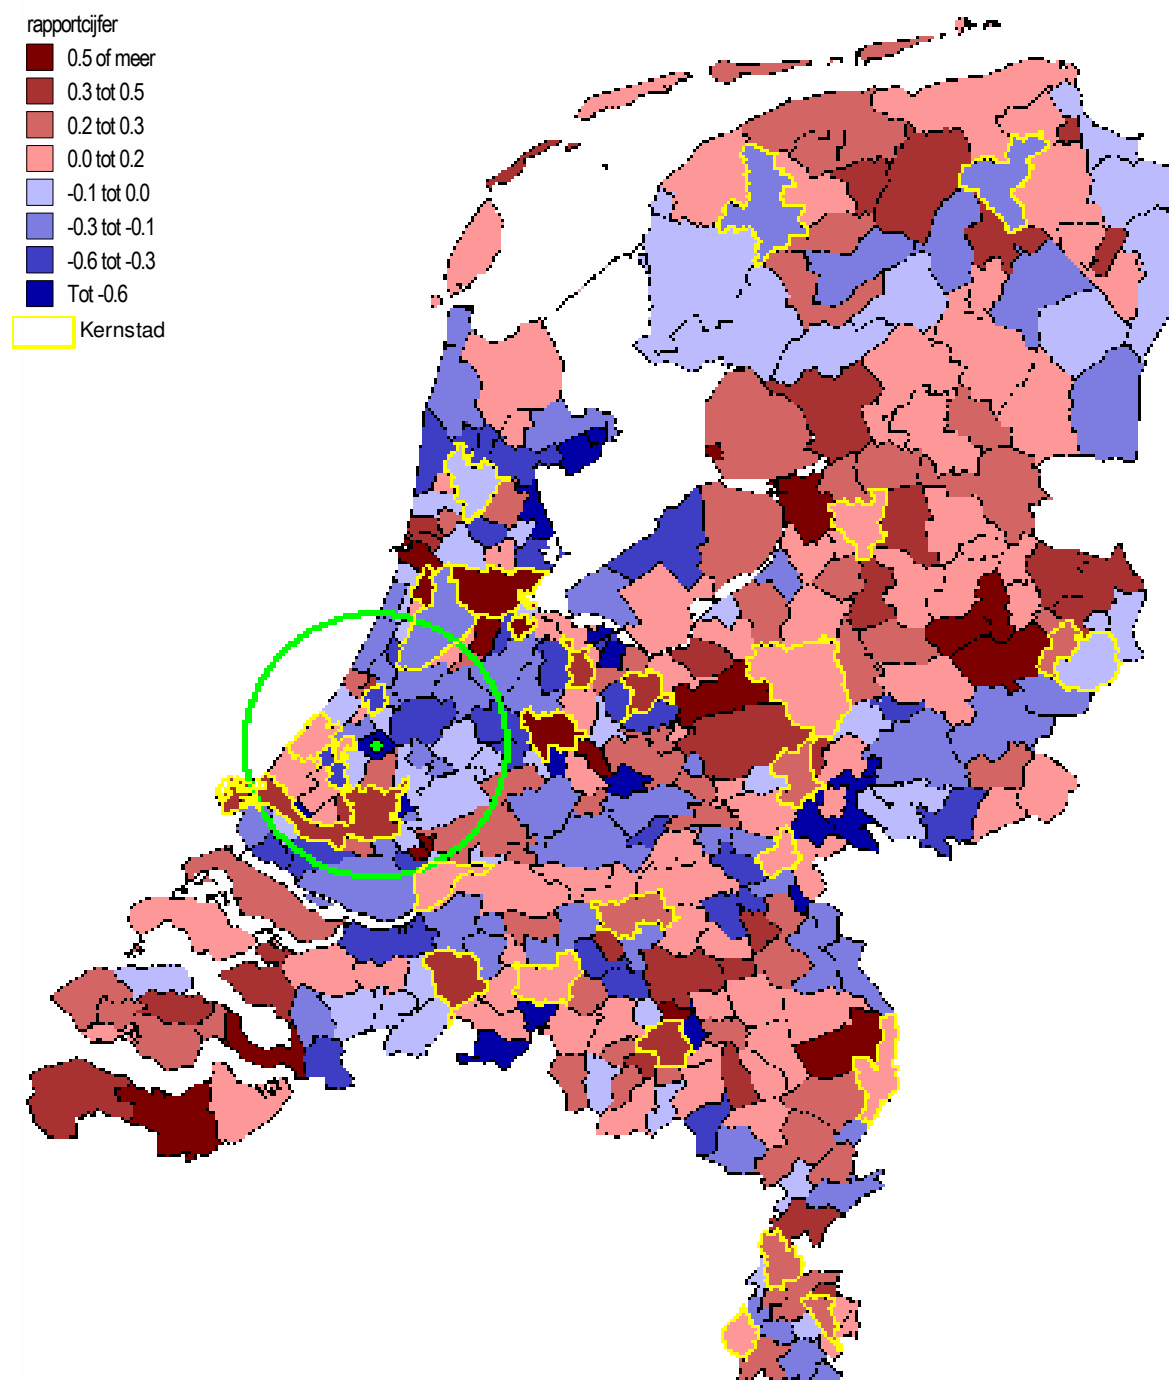 rapportcijfer
0.5 of meer
0.3 tot 0.5
0.2 tot 0.3
0.0 tot 0.2
-0.1 tot 0.0
-0.3 tot -0.1
-0.6 tot -0.3
Tot -0.6
Kernstad